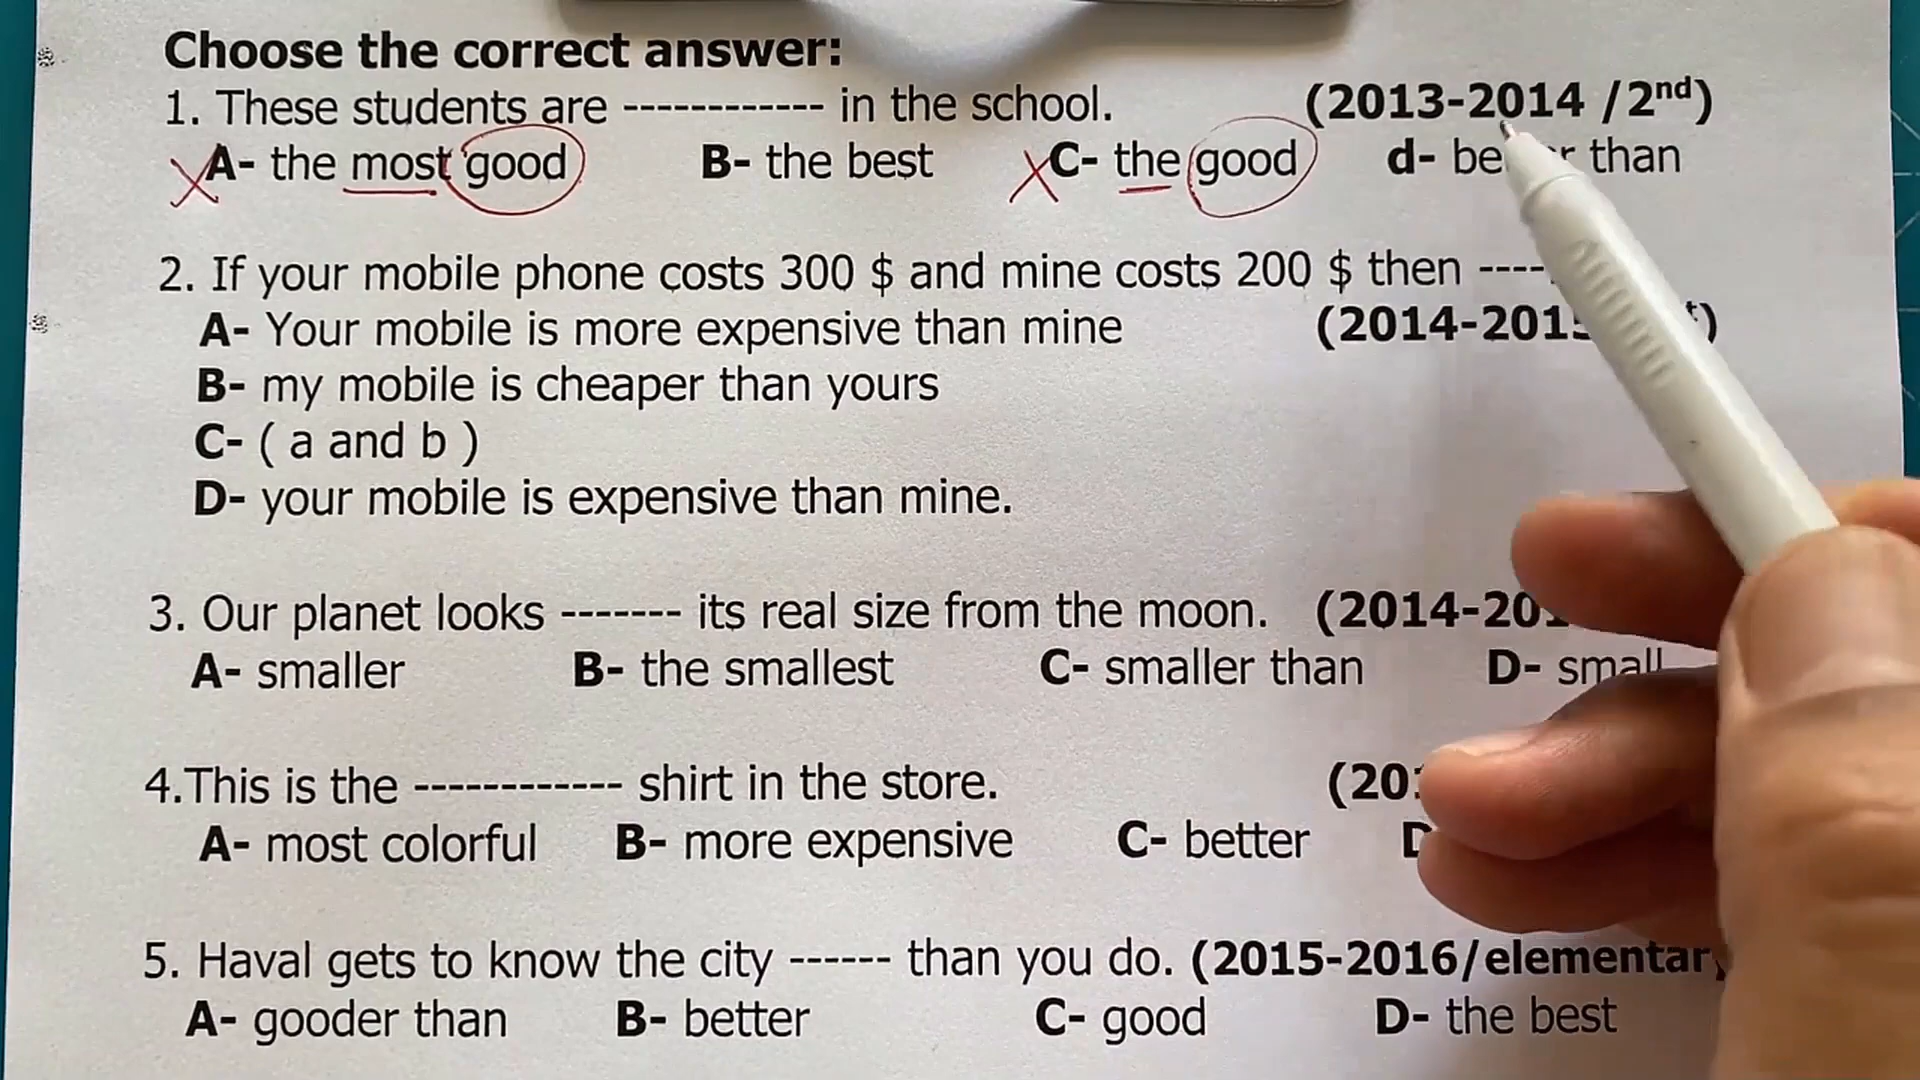 Choose the correct answer:
1. These students are ------------ in the school. (2013-2014 /2nd)
A- the most good B- the best C- the good d- than
2. If your mobile phone costs 300 $ and mine costs 200 $ then ----
A- Your mobile is more expensive than mine (2014-201
B- my mobile is cheaper than yours
C- ( a and b )
D- your mobile is expensive than mine.
3. Our planet looks ------- its real size from the moon. (2014-20
A- smaller B- the smallest C- smaller than D- small
4.This is the ------------ shirt in the store. (20
A- most colorful B- more expensive C- better D
5. Haval gets to know the city ------ than you do. (2015-2016/elementary
A- gooder than B- better C- good D- the best